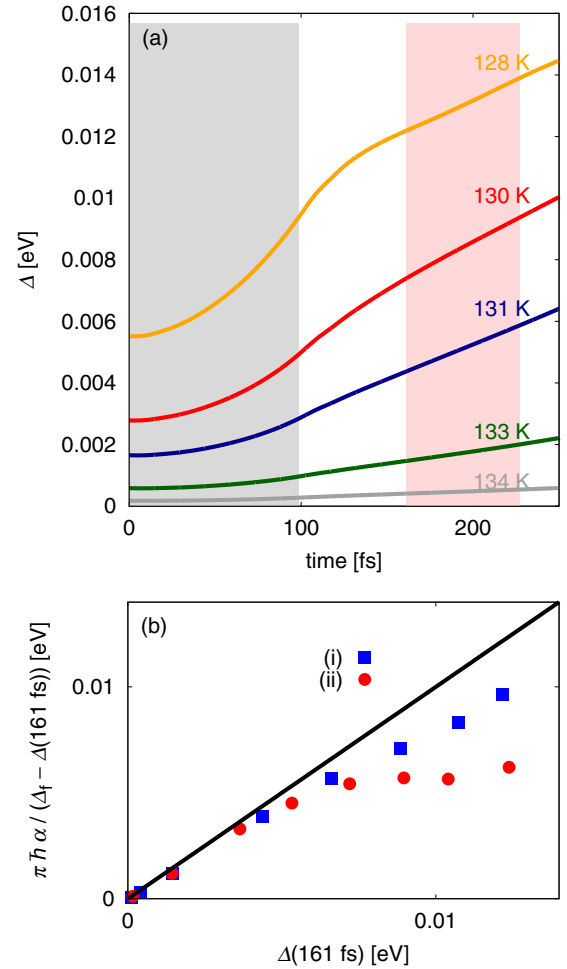 0.016
(a)
128 K
0.014
0.012
0.01
130 K
0.008
Δ [eV]
0.006
131 K
0.004
0.002
133 K
134 K
0
0
100
200
time [fs]
(b)
(i)
(ii)
0.01
π ħ α / (Δf – Δ(161 fs)) [eV]
0
0
0.01
Δ(161 fs) [eV]